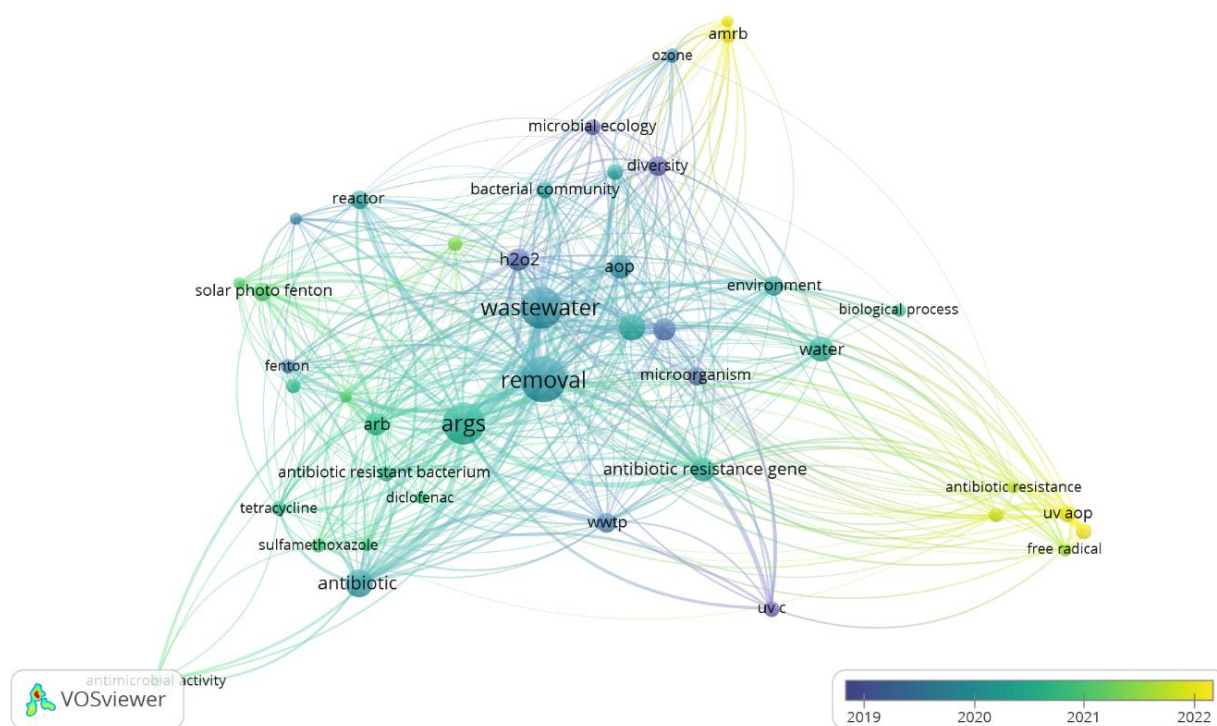 amrb
ozone
microbial ecology
diversity
bacterial community
reactor
h2o2
aop
environment
solar photo fenton
wastewater
biological process
water
fenton
removal
microorganism
args
arb
antibiotic resistant bacterium
antibiotic resistance gene
antibiotic resistance
diclofenac
tetracycline
uv aop
wwtp
sulfamethoxazole
free radical
antibiotic
uv c
antimicrobial activity
VOSviewer
2019 2020 2021 2022